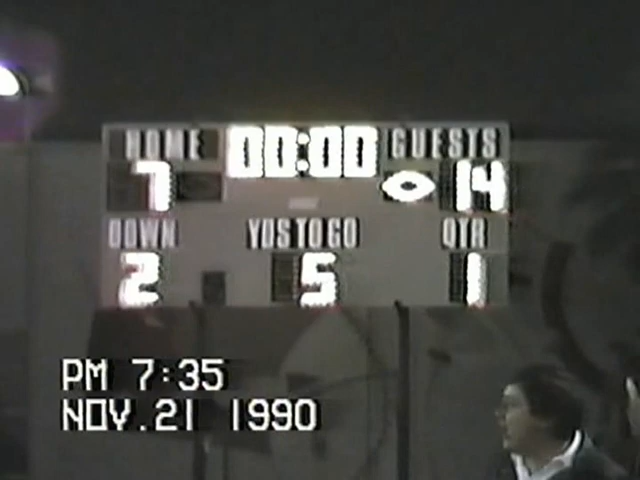 HOME 00:00 GUESTS
7 14
DOWN YDS TO GO QTR
2 5 1
PM 7:35
NOV. 21 1990